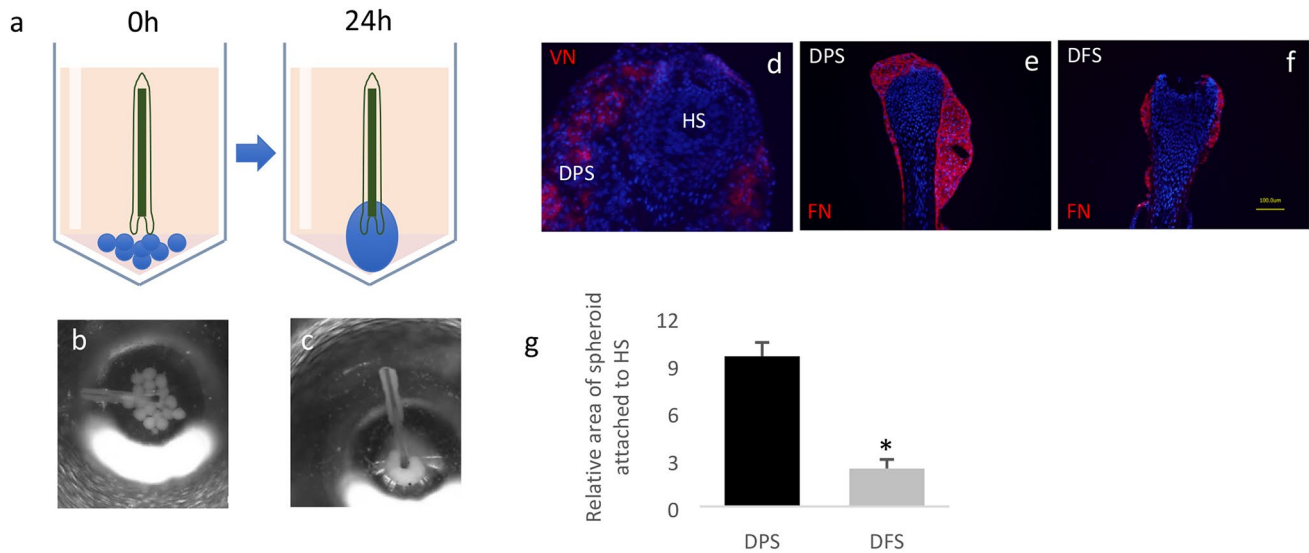 a
0h
24h
b
c
VN
d
HS
DPS
DPS
e
FN
DFS
f
FN
100.0um
g
Relative area of spheroid
attached to HS
12
9
6
3
0
*
DPS
DFS